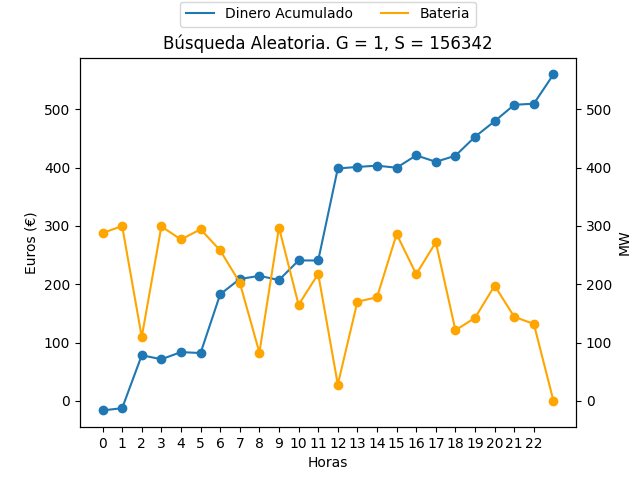 Dinero Acumulado Bateria
Búsqueda Aleatoria. G = 1, S = 156342
500 500
400 400
300 300
200 200
100 100
0 0
Euros (€)
MW
0 1 2 3 4 5 6 7 8 9 10 11 12 13 14 15 16 17 18 19 20 21 22
Horas